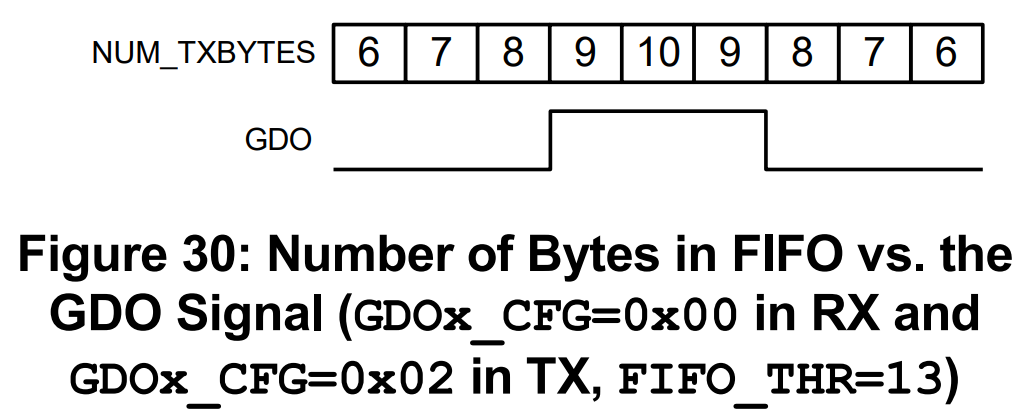 NUM_TXBYTES 6 7 8 9 10 9 8 7 6
GDO
Figure 30: Number of Bytes in FIFO vs. the
GDO Signal (GDOx_CFG=0x00 in RX and
GDOx_CFG=0x02 in TX, FIFO_THR=13)